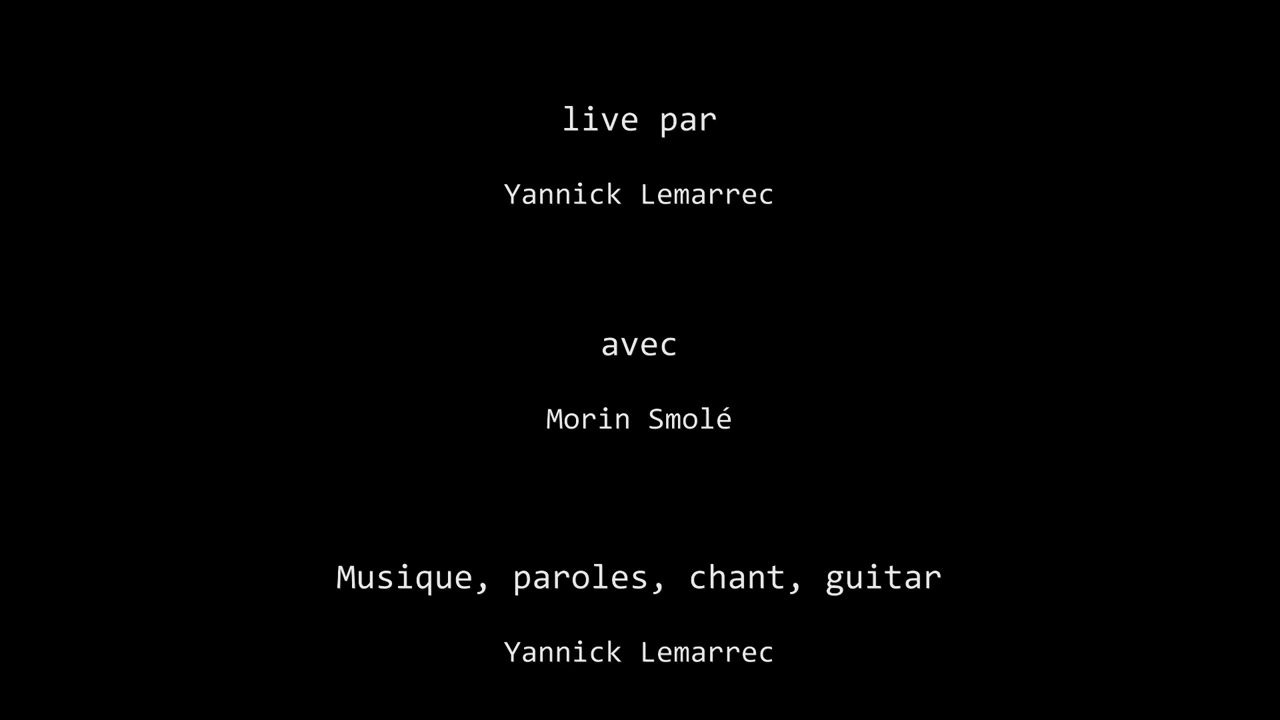 live par
Yannick Lemarrec
avec
Morin Smolé
Musique, paroles, chant, guitar
Yannick Lemarrec